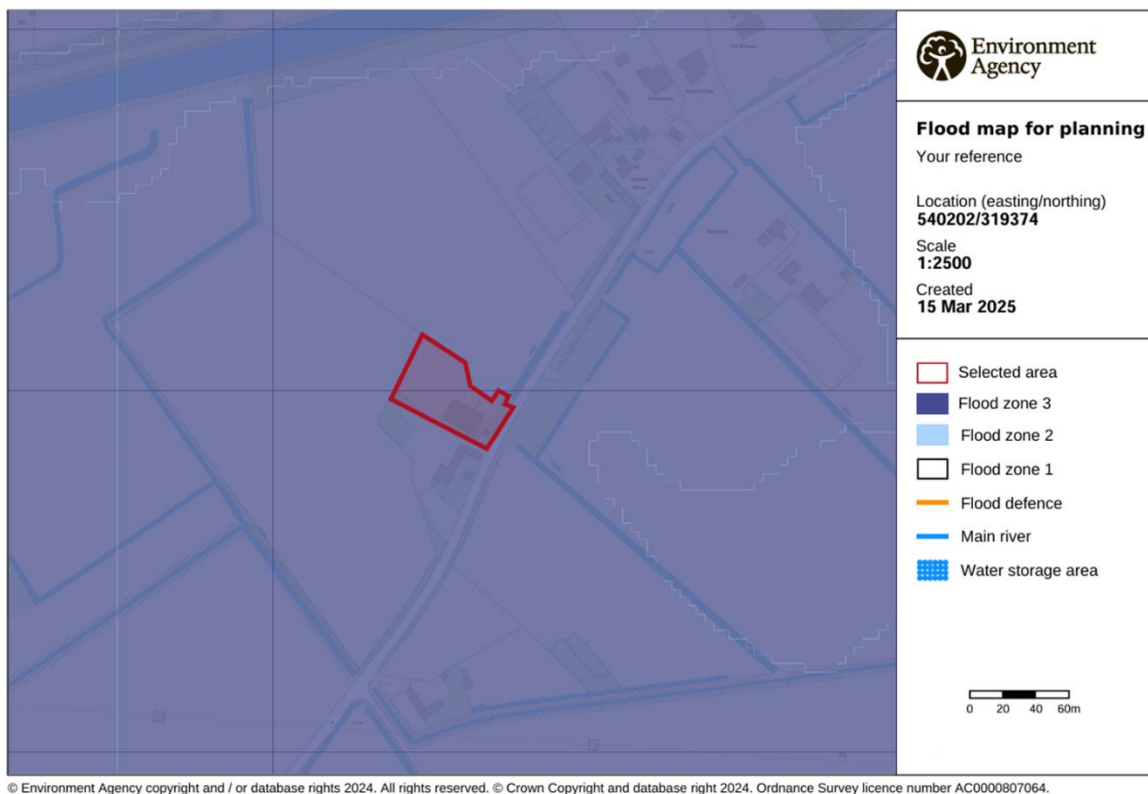 Environment
Agency
Flood map for planning
Your reference
Location (easting/northing)
540202/319374
Scale
1:2500
Created
15 Mar 2025
Selected area
Flood zone 3
Flood zone 2
Flood zone 1
Flood defence
Main river
Water storage area
0 20 40 60m
© Environment Agency copyright and / or database rights 2024. All rights reserved. © Crown Copyright and database right 2024. Ordnance Survey licence number AC0000807064.